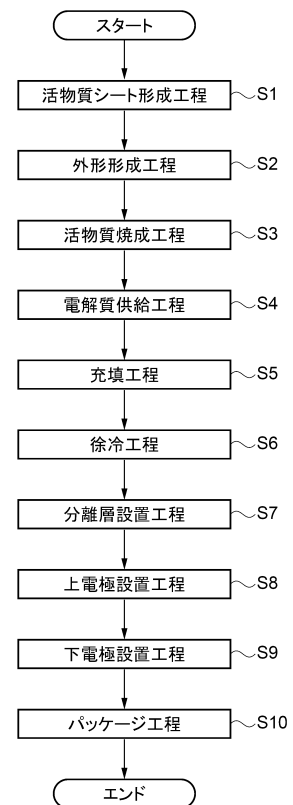 スタート
活物質シート形成工程 S1
外形形成工程 S2
活物質焼成工程 S3
電解質供給工程 S4
充填工程 S5
徐冷工程 S6
分離層設置工程 S7
上電極設置工程 S8
下電極設置工程 S9
パッケージ工程 S10
エンド